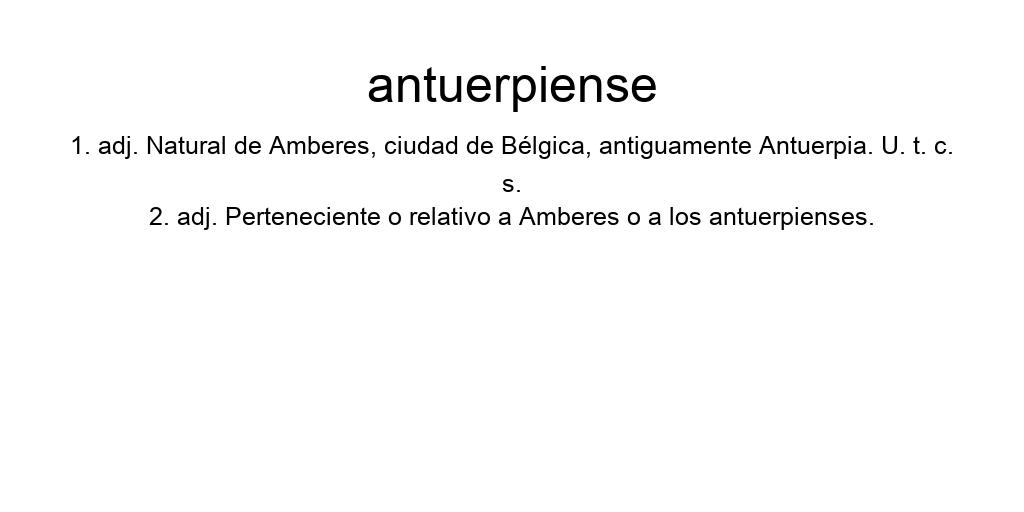 antuerpiense
1. adj. Natural de Amberes, ciudad de Bélgica, antiguamente Antuerpia. U. t. c.
s.
2. adj. Perteneciente o relativo a Amberes o a los antuerpienses.